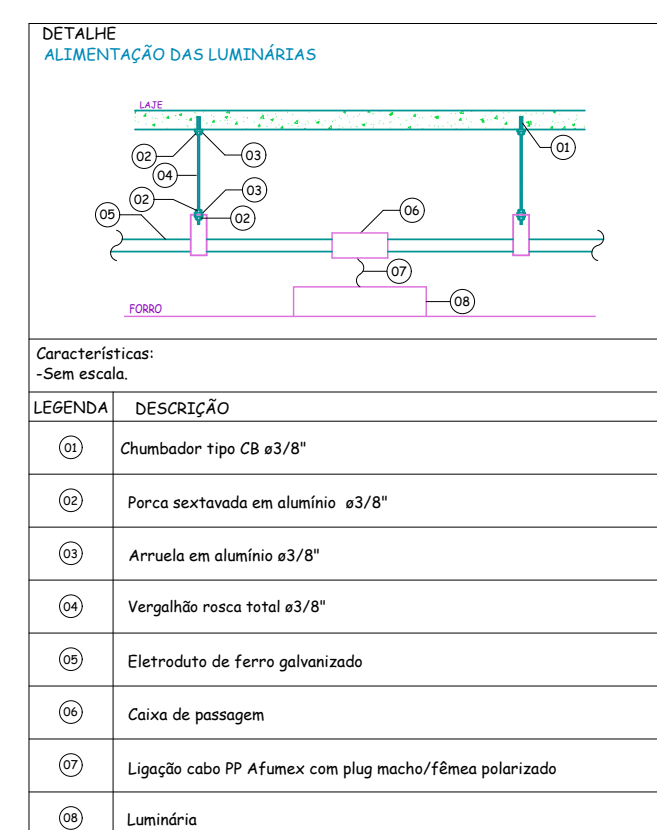 DETALHE
ALIMENTAÇÃO DAS LUMINÁRIAS
LAJE
02
03
01
04
02
03
05
02
06
07
08
FORRO
Características:
-Sem escala.
LEGENDA DESCRIÇÃO
01 Chumbador tipo CB ø3/8"
02 Porca sextavada em alumínio ø3/8"
03 Arruela em alumínio ø3/8"
04 Vergalhão rosca total ø3/8"
05 Eletroduto de ferro galvanizado
06 Caixa de passagem
07 Ligação cabo PP Afumex com plug macho/fêmea polarizado
08 Luminária